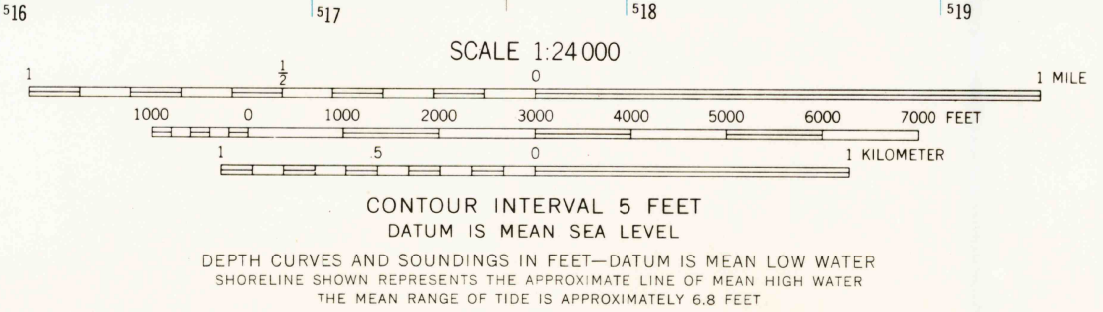 ⁵16 ⁵17 ⁵18 ⁵19
SCALE 1:24 000
1 ½ 0 1 MILE
1000 0 1000 2000 3000 4000 5000 6000 7000 FEET
1 .5 0 1 KILOMETER
CONTOUR INTERVAL 5 FEET
DATUM IS MEAN SEA LEVEL
DEPTH CURVES AND SOUNDINGS IN FEET—DATUM IS MEAN LOW WATER
SHORELINE SHOWN REPRESENTS THE APPROXIMATE LINE OF MEAN HIGH WATER
THE MEAN RANGE OF TIDE IS APPROXIMATELY 6.8 FEET